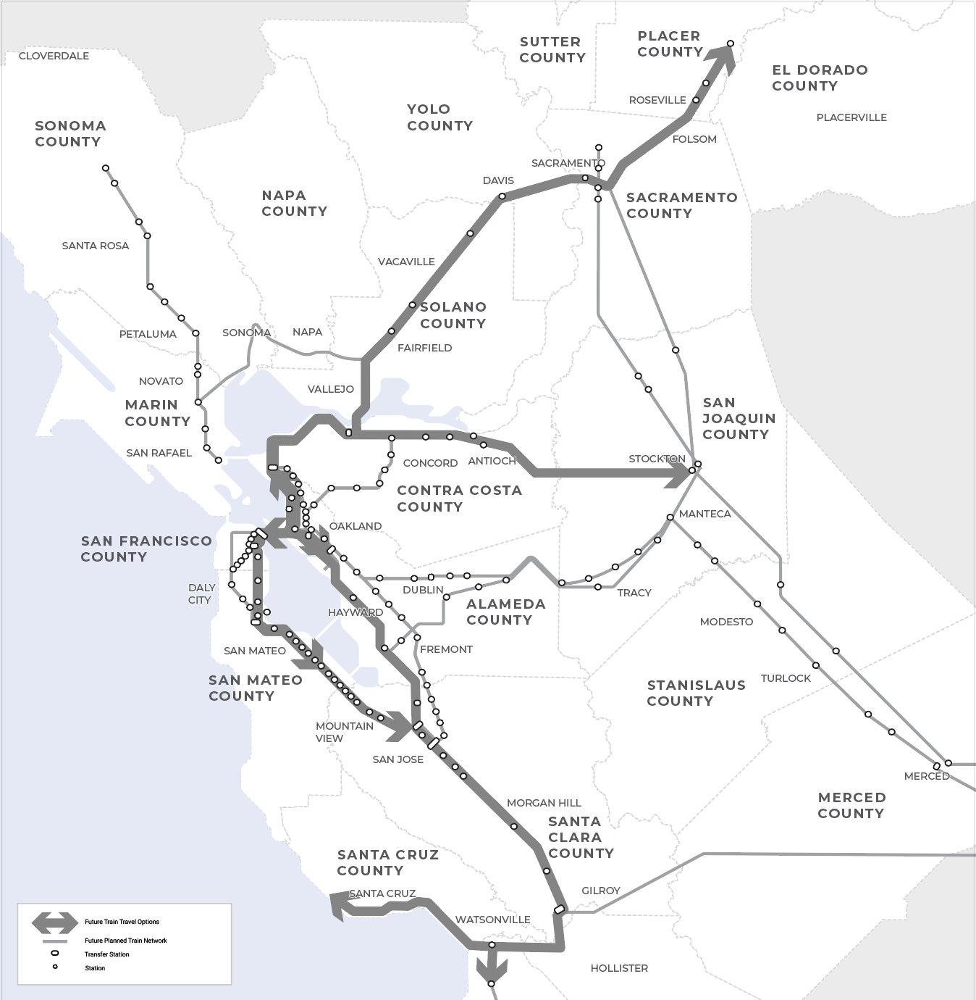 SUTTER
COUNTY
PLACER
COUNTY
CLOVERDALE
EL DORADO
COUNTY
ROSEVILLE
YOLO
COUNTY
PLACERVILLE
SONOMA
COUNTY
FOLSOM
SACRAMENTO
DAVIS
NAPA
COUNTY
SACRAMENTO
COUNTY
SANTA ROSA
VACAVILLE
SOLANO
COUNTY
PETALUMA
SONOMA
NAPA
FAIRFIELD
NOVATO
VALLEJO
MARIN
COUNTY
SAN
JOAQUIN
COUNTY
SAN RAFAEL
CONCORD
ANTIOCH
STOCKTON
CONTRA COSTA
COUNTY
MANTECA
OAKLAND
SAN FRANCISCO
COUNTY
DALY
CITY
DUBLIN
TRACY
ALAMEDA
COUNTY
HAYWARD
MODESTO
SAN MATEO
FREMONT
TURLOCK
SAN MATEO
COUNTY
STANISLAUS
COUNTY
MOUNTAIN
VIEW
SAN JOSE
MERCED
MERCED
COUNTY
MORGAN HILL
SANTA
CLARA
COUNTY
SANTA CRUZ
COUNTY
SANTA CRUZ
GILROY
WATSONVILLE
HOLLISTER
Future Train Travel Options
Future Planned Train Network
Transfer Station
Station